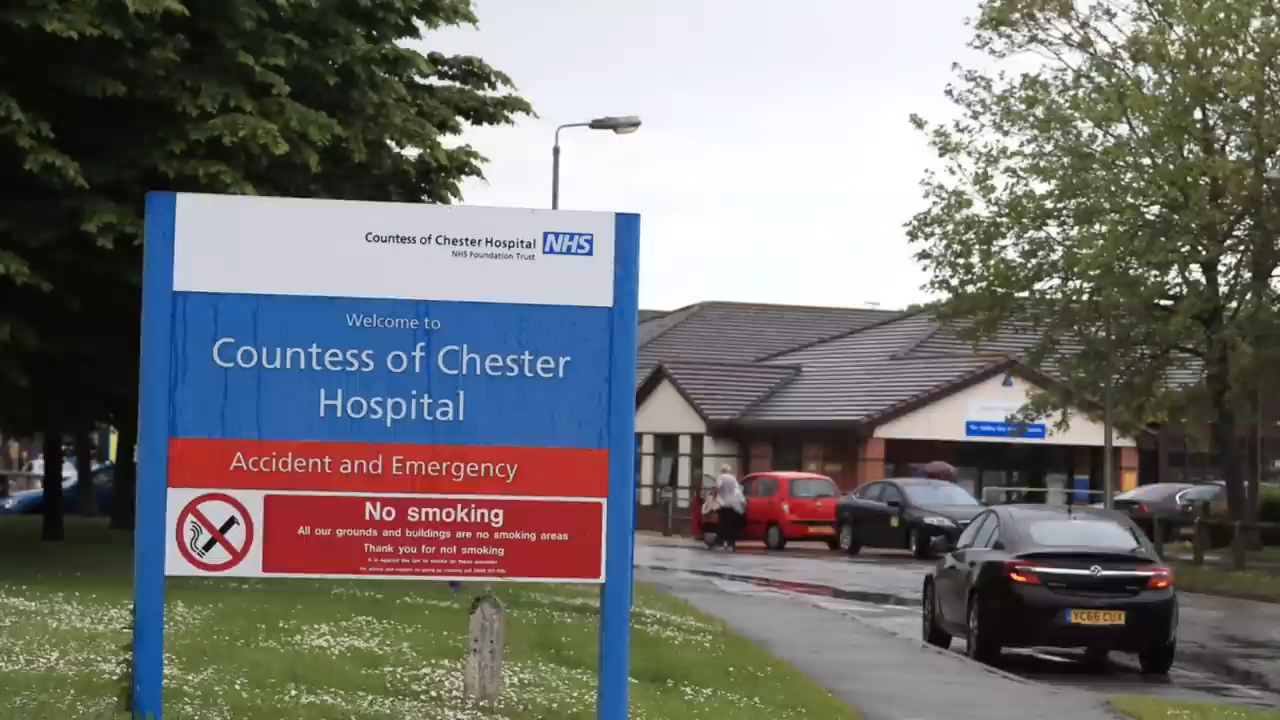 Countess of Chester Hospital NHS
NHS Foundation Trust
Welcome to
Countess of Chester
Hospital
Accident and Emergency
No smoking
All our grounds and buildings are no smoking areas
Thank you for not smoking
YC66 CUX